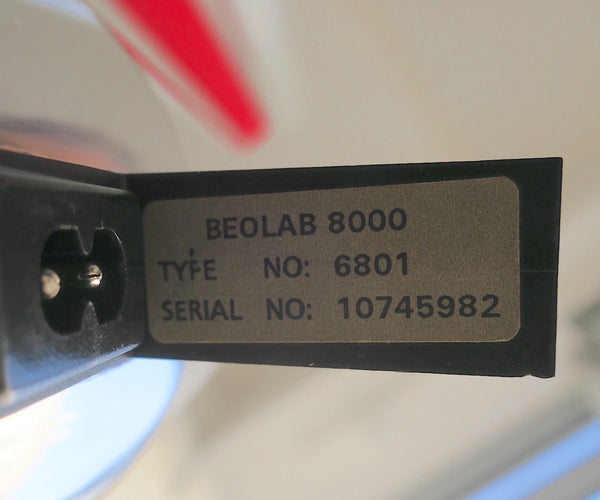 BEOLAB 8000
TYPE NO: 6801
SERIAL NO: 10745982